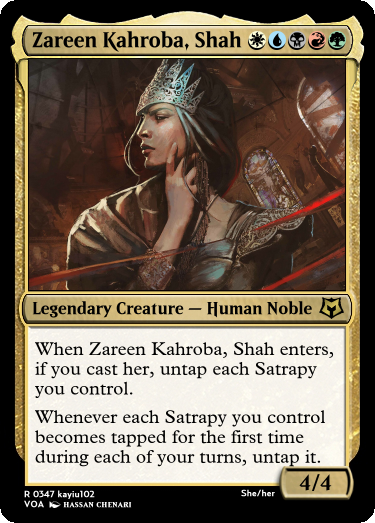 Zareen Kahroba, Shah
Legendary Creature — Human Noble
When Zareen Kahroba, Shah enters,
if you cast her, untap each Satrapy
you control.
Whenever each Satrapy you control
becomes tapped for the first time
during each of your turns, untap it.
4/4
R 0347 kayiu102
She/her
VOA HASSAN CHENARI